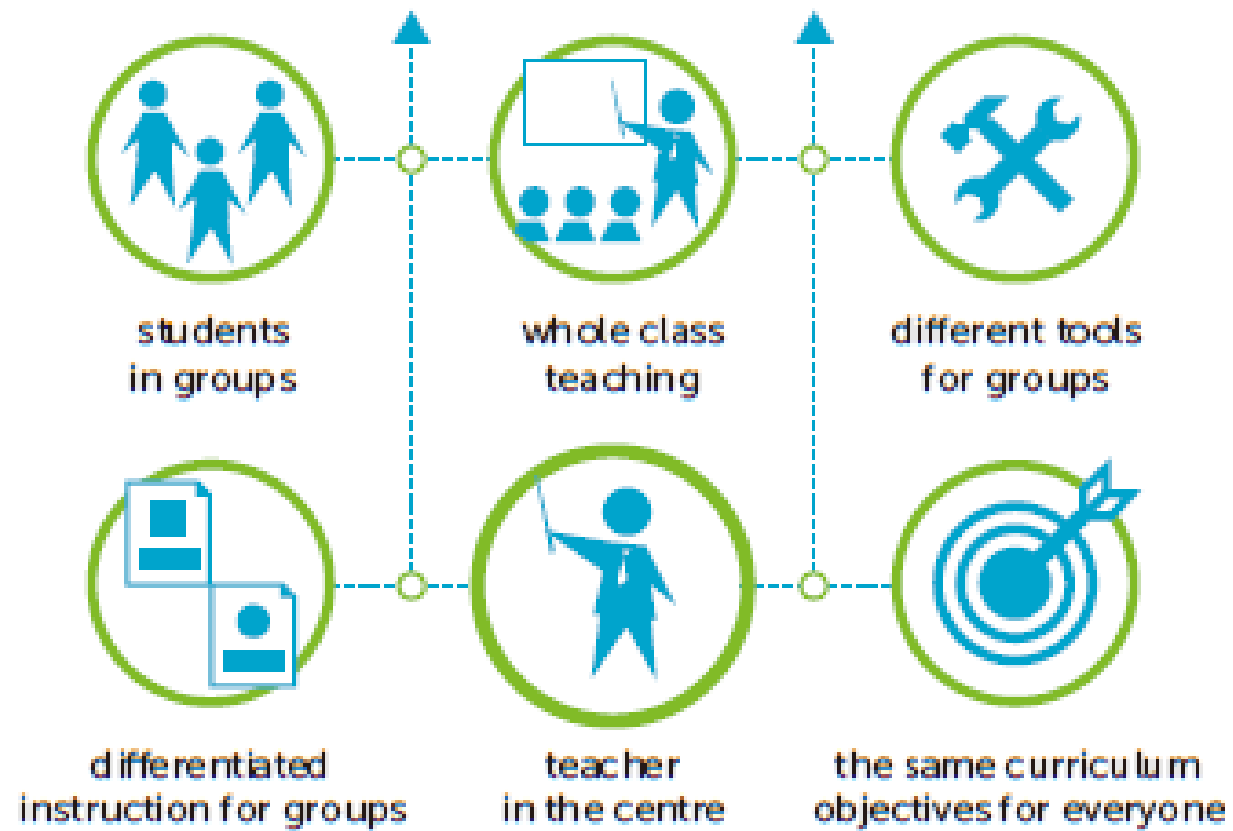 students
in groups
whole class
teaching
different tools
for groups
differentiated
instruction for groups
teacher
in the centre
the same curriculum
objectives for everyone